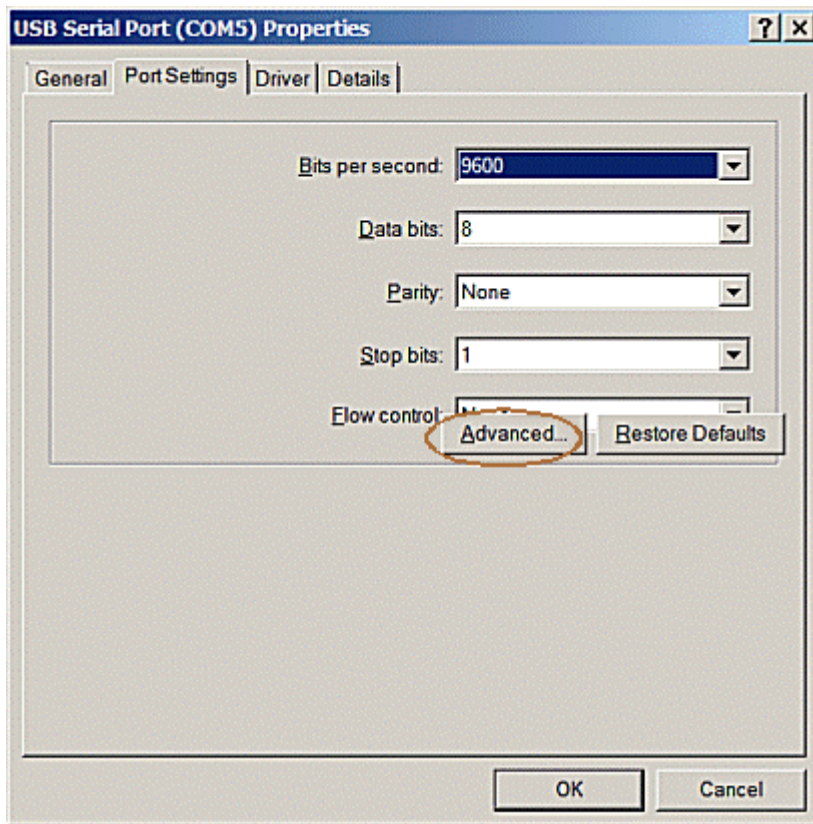 USB Serial Port (COM5) Properties
General Port Settings Driver Details
Bits per second: 9600
Data bits: 8
Parity: None
Stop bits: 1
Flow control:
Advanced... Restore Defaults
OK Cancel